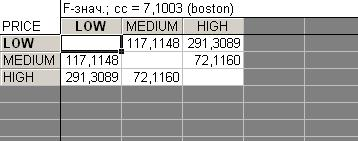 F-знач.; сс = 7,1003 (boston)
PRICE LOW MEDIUM HIGH
LOW 117,1148 291,3089
MEDIUM 117,1148 72,1160
HIGH 291,3089 72,1160